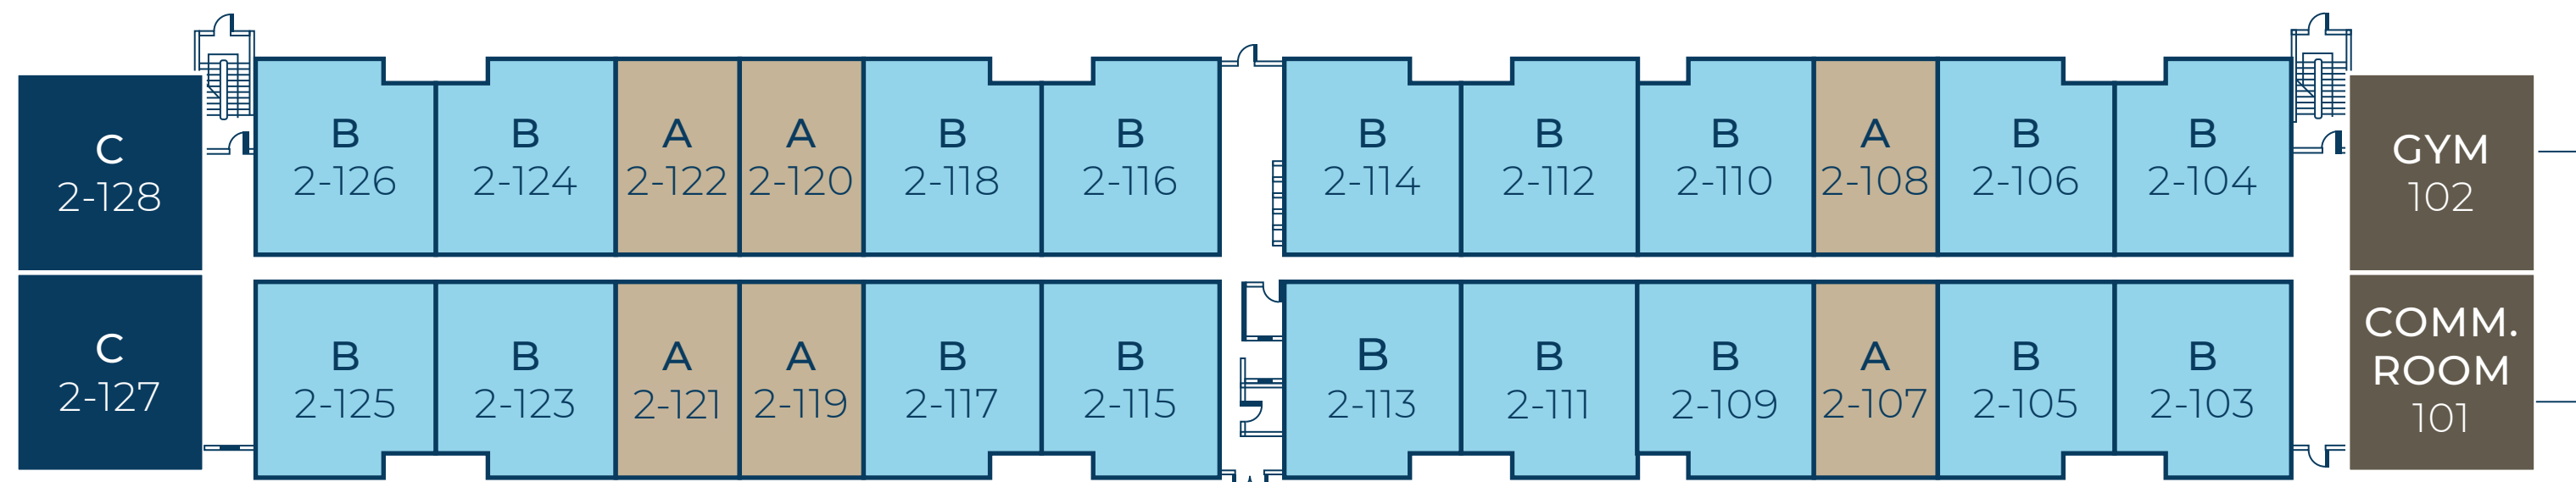 C
2-128
B
2-126
B
2-124
A
2-122
A
2-120
B
2-118
B
2-116
B
2-114
B
2-112
B
2-110
A
2-108
B
2-106
B
2-104
GYM
102
C
2-127
B
2-125
B
2-123
A
2-121
A
2-119
B
2-117
B
2-115
B
2-113
B
2-111
B
2-109
A
2-107
B
2-105
B
2-103
COMM.
ROOM
101